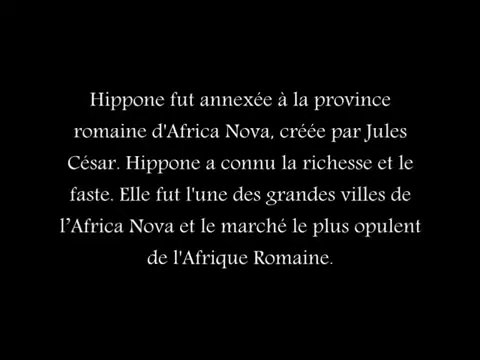 Hippone fut annexée à la province
romaine d'Africa Nova, créée par Jules
César. Hippone a connu la richesse et le
faste. Elle fut l'une des grandes villes de
l’Africa Nova et le marché le plus opulent
de l'Afrique Romaine.